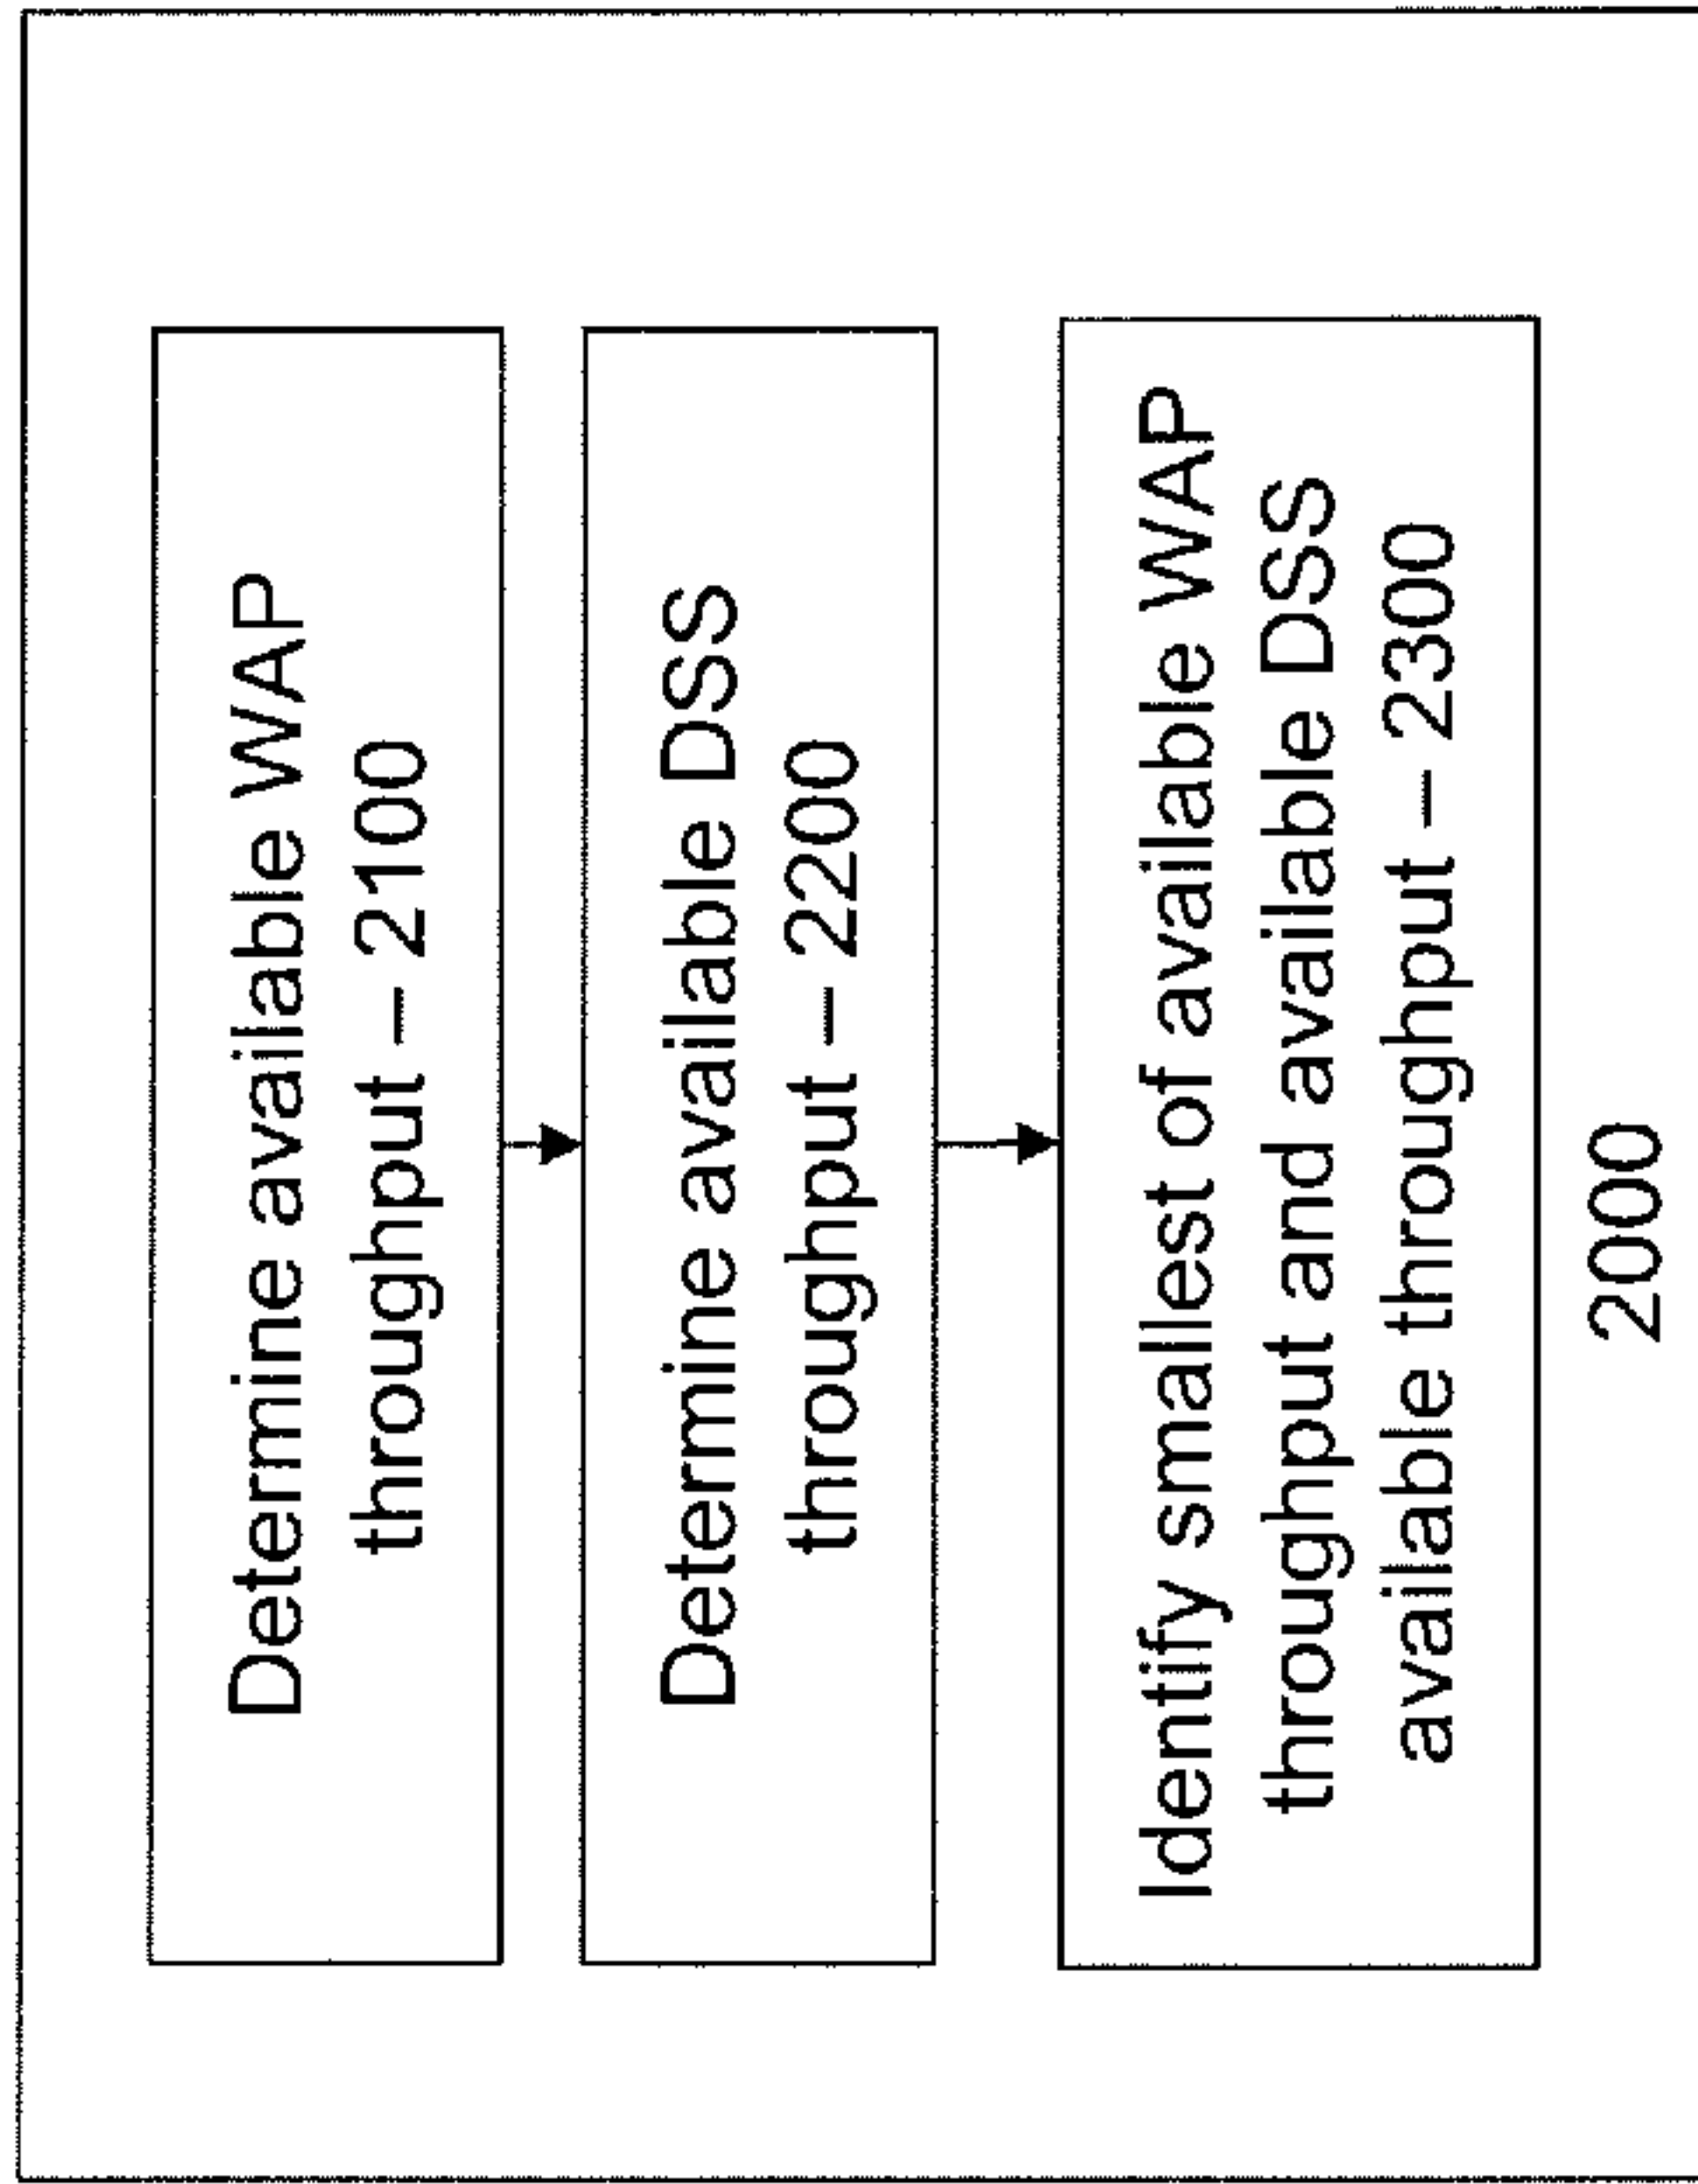 Determine available WAP
throughput – 2100
Determine available DSS
throughput – 2200
Identify smallest of available WAP
throughput and available DSS
available throughput – 2300
2000